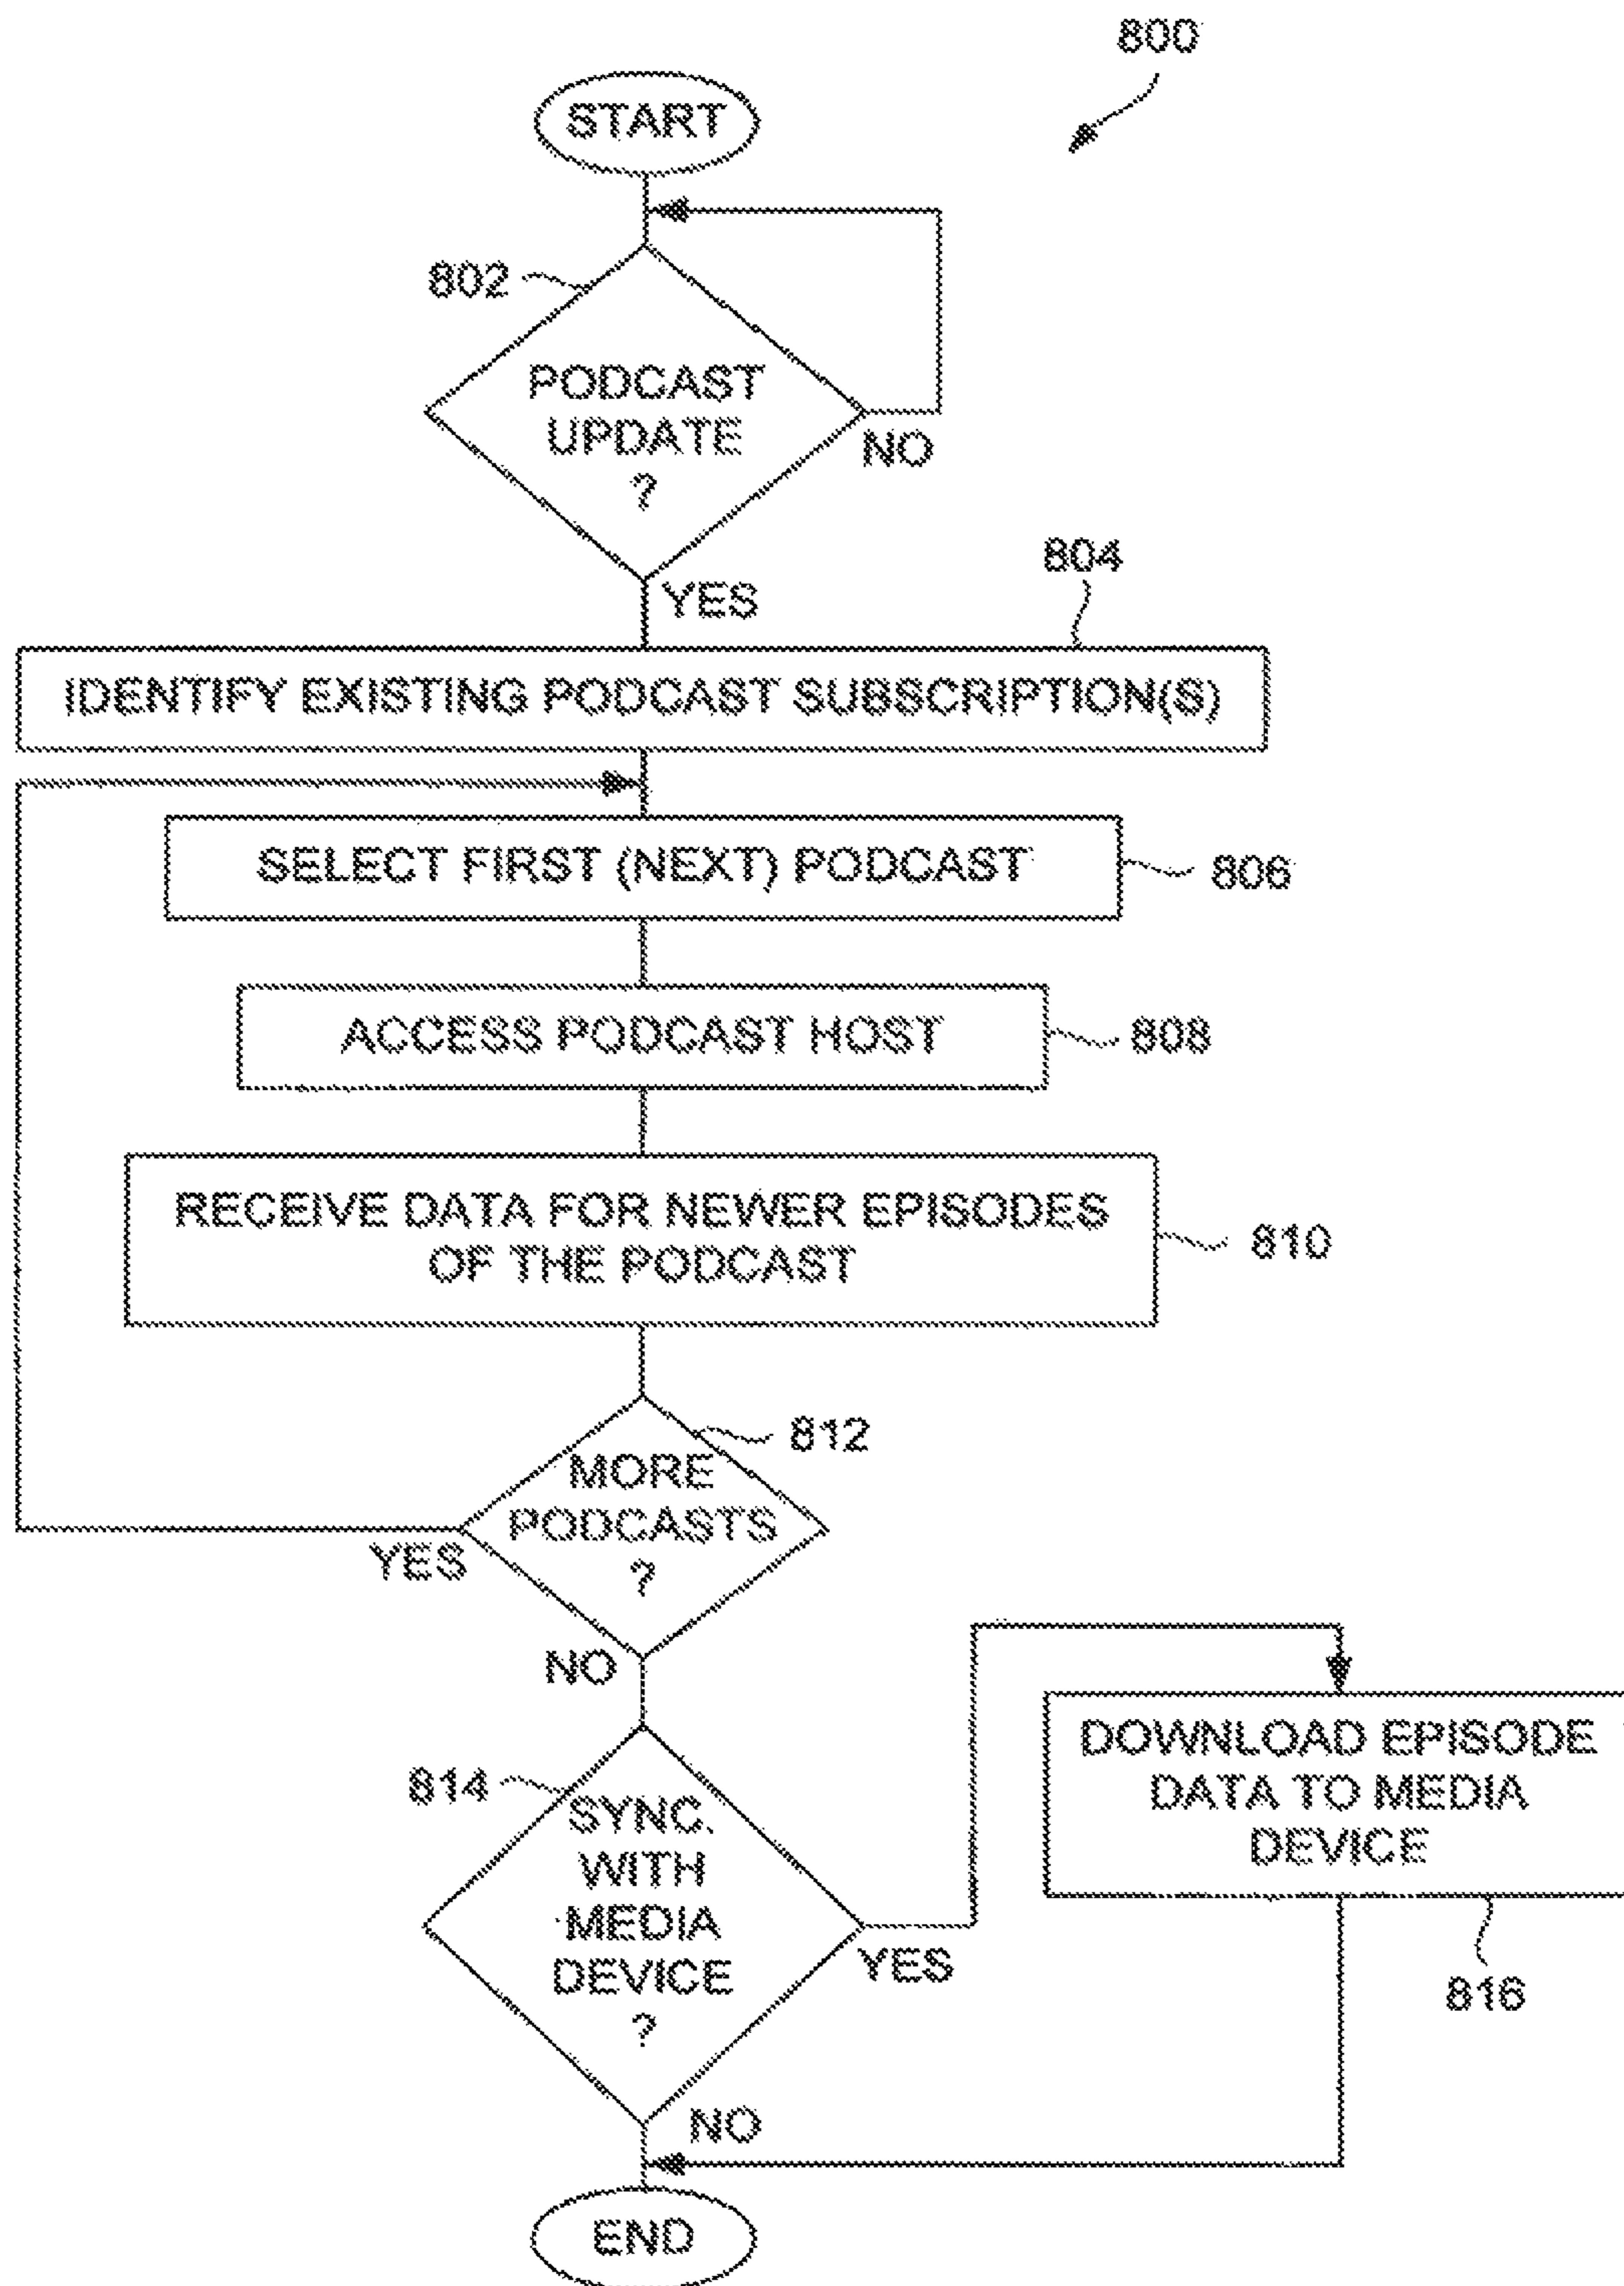 800
START
802
PODCAST
UPDATE
?
NO
YES
804
IDENTIFY EXISTING PODCAST SUBSCRIPTION(S)
SELECT FIRST (NEXT) PODCAST
806
ACCESS PODCAST HOST
808
RECEIVE DATA FOR NEWER EPISODES
OF THE PODCAST
810
812
MORE
PODCASTS
?
YES
NO
814
SYNC.
WITH
MEDIA
DEVICE
?
YES
DOWNLOAD EPISODE
DATA TO MEDIA
DEVICE
816
NO
END